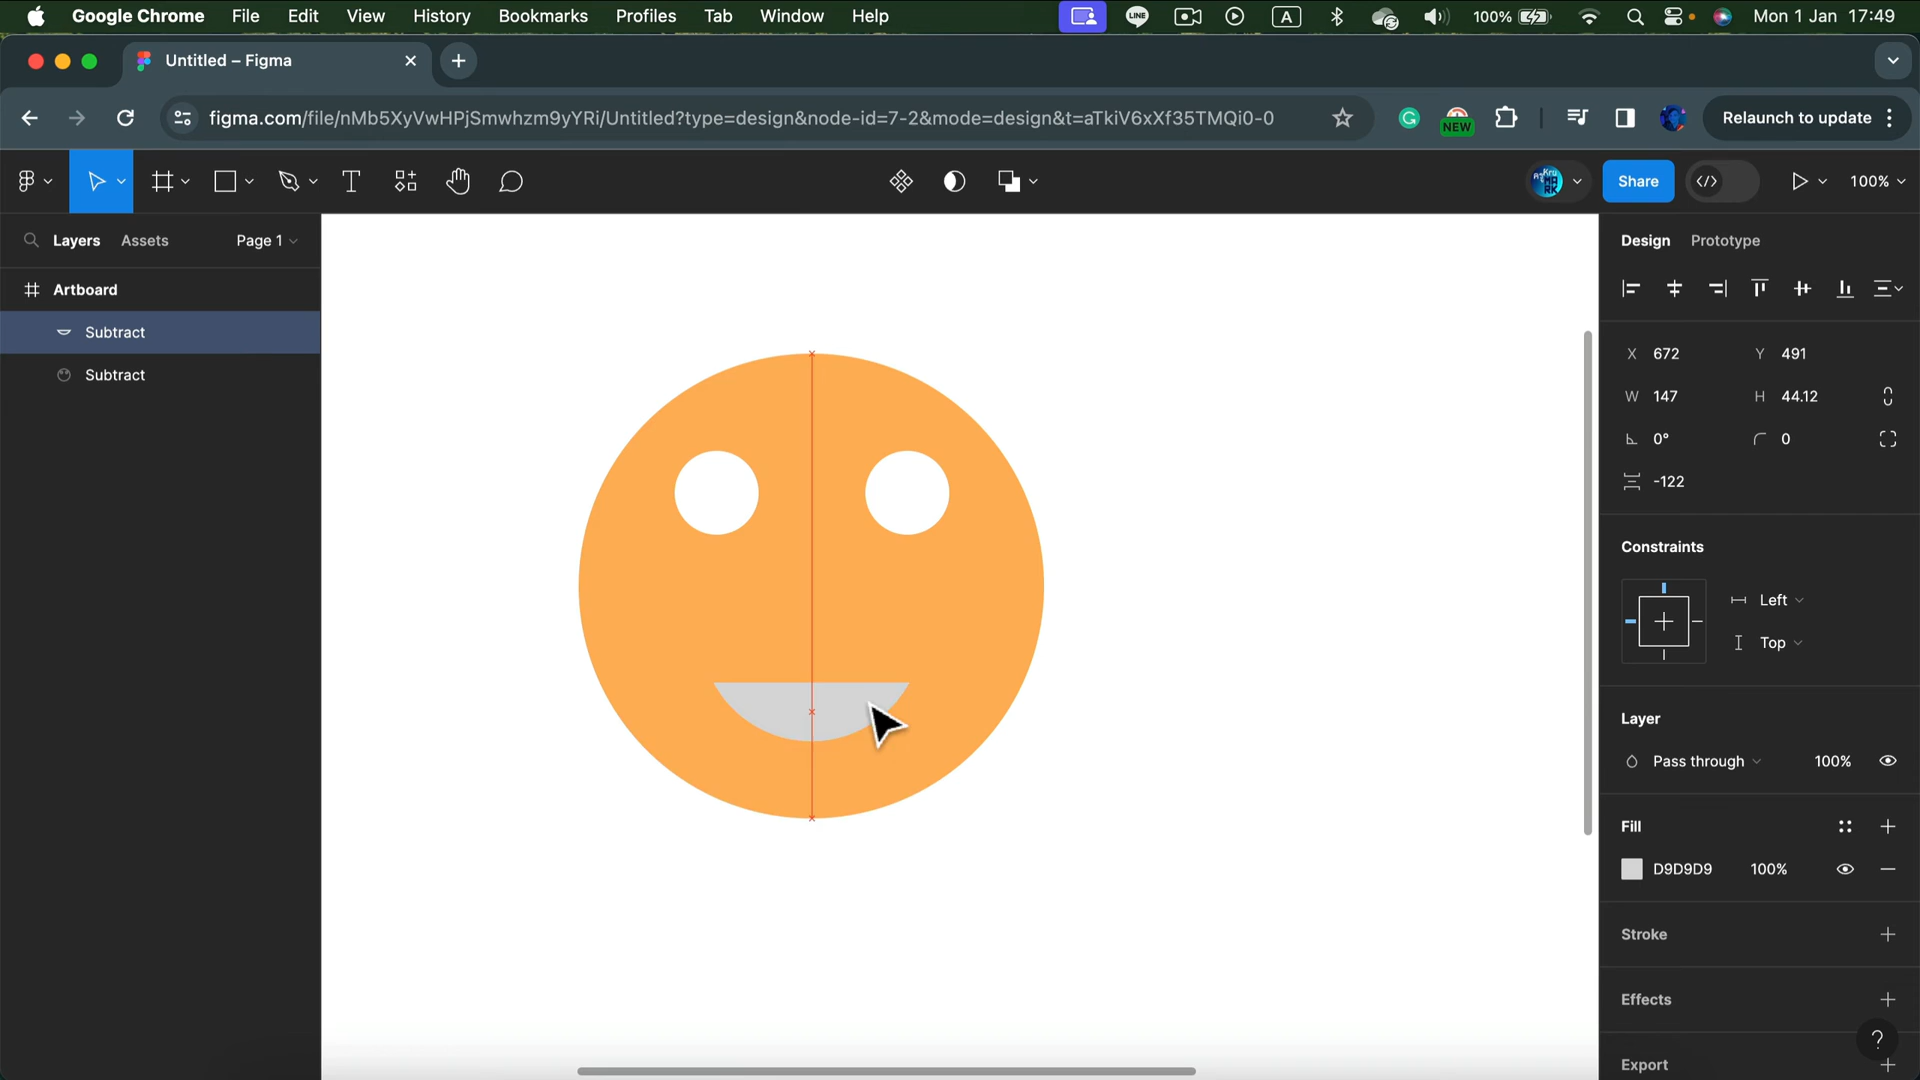 Google Chrome File Edit View History Bookmarks Profiles Tab Window Help LINE A 100% Mon 1 Jan 17:49
Untitled – Figma
figma.com/file/nMb5XyVwHPjSmwhzm9yYRi/Untitled?type=design&node-id=7-2&mode=design&t=aTkiV6xXf35TMQi0-0 G NEW Relaunch to update
T Share 100%
Layers Assets Page 1
Artboard
Subtract
Subtract
Design Prototype
X 672 Y 491
W 147 H 44.12
0° 0
-122
Constraints
Left
Top
Layer
Pass through 100%
Fill
D9D9D9 100%
Stroke
Effects
?
Export